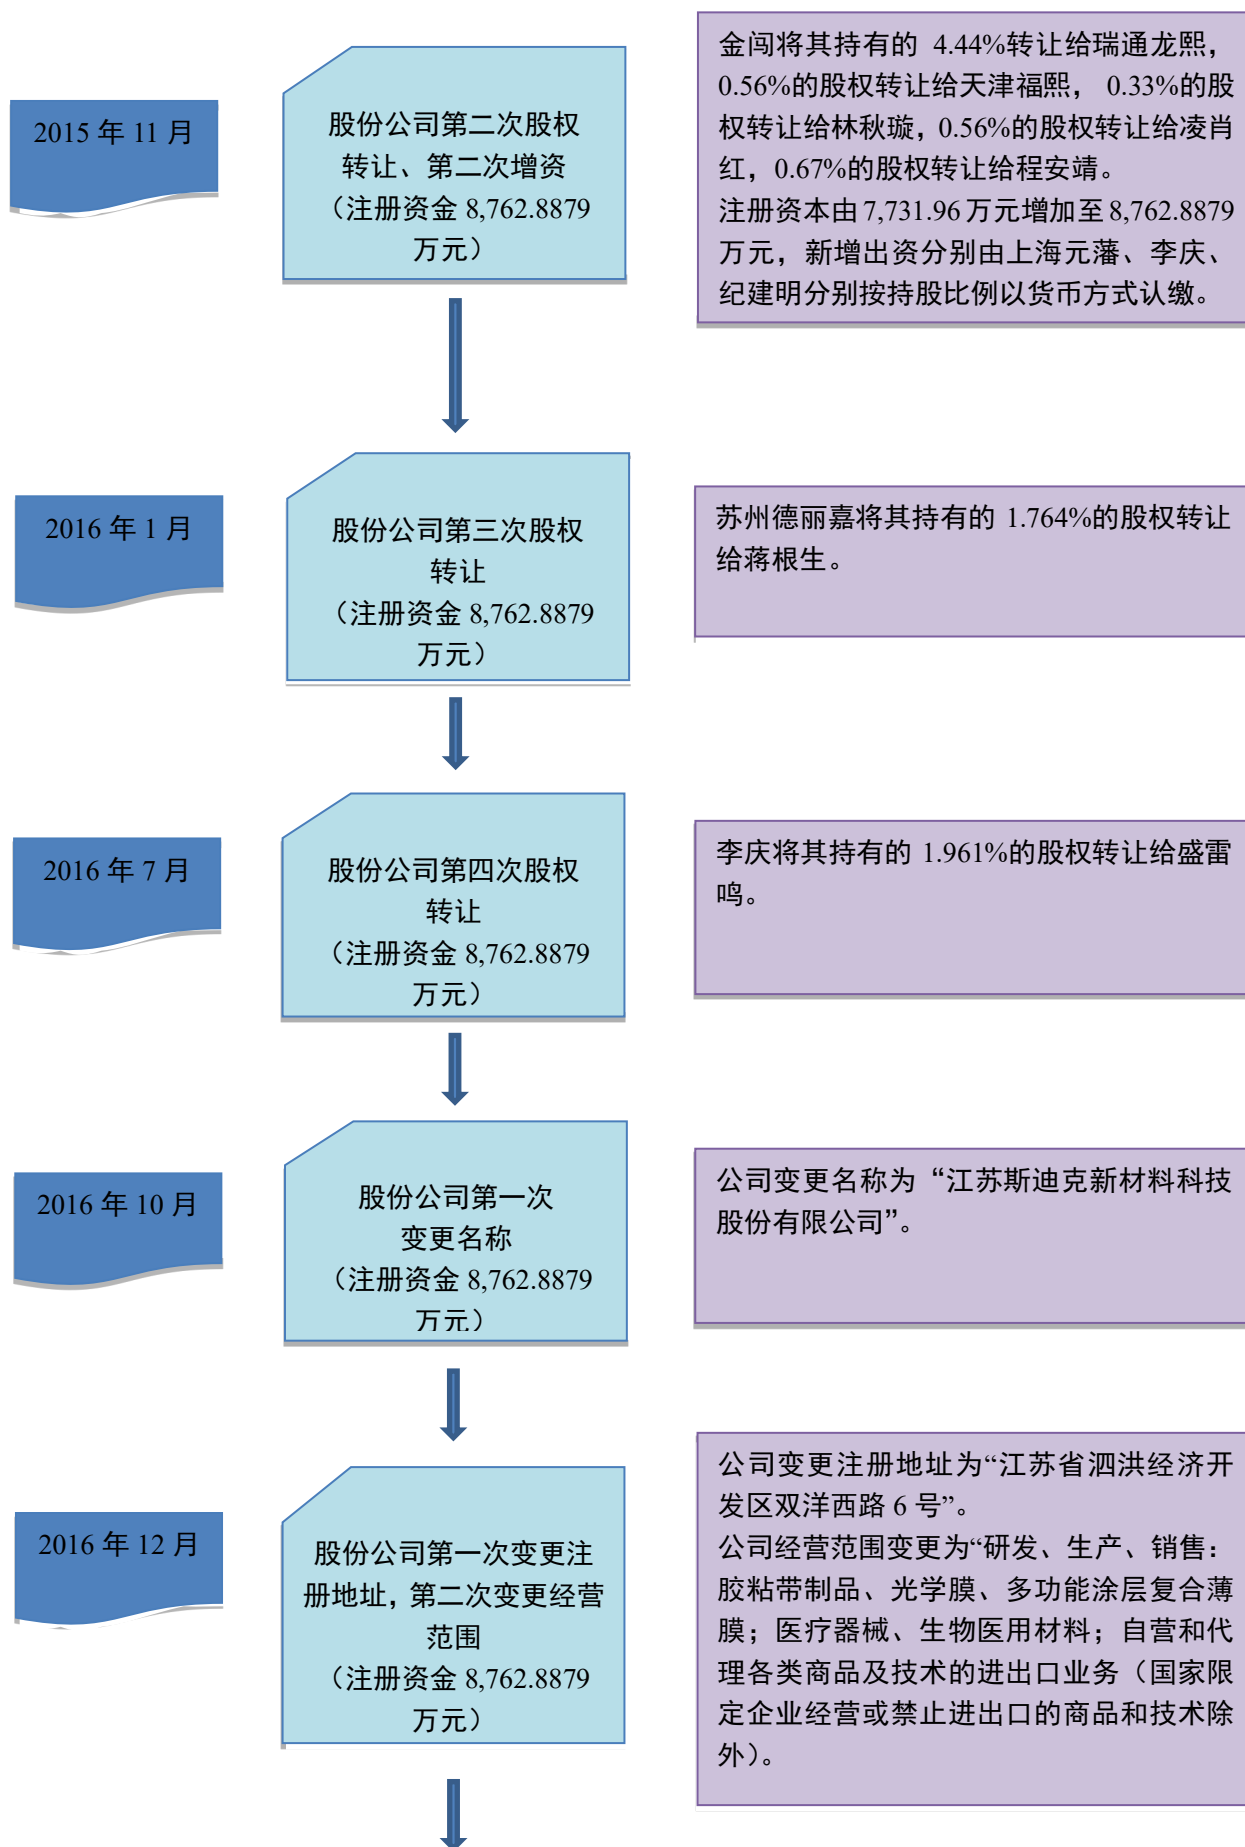 2015 年 11 月
股份公司第二次股权
转让、第二次增资
（注册资金 8,762.8879
万元）
金闯将其持有的 4.44%转让给瑞通龙熙，
0.56%的股权转让给天津福熙， 0.33%的股
权转让给林秋璇，0.56%的股权转让给凌肖
红，0.67%的股权转让给程安靖。
注册资本由 7,731.96 万元增加至 8,762.8879
万元，新增出资分别由上海元藩、李庆、
纪建明分别按持股比例以货币方式认缴。
2016 年 1 月
股份公司第三次股权
转让
（注册资金 8,762.8879
万元）
苏州德丽嘉将其持有的 1.764%的股权转让
给蒋根生。
2016 年 7 月
股份公司第四次股权
转让
（注册资金 8,762.8879
万元）
李庆将其持有的 1.961%的股权转让给盛雷
鸣。
2016 年 10 月
股份公司第一次
变更名称
（注册资金 8,762.8879
万元）
公司变更名称为“江苏斯迪克新材料科技
股份有限公司”。
2016 年 12 月
股份公司第一次变更注
册地址，第二次变更经营
范围
（注册资金 8,762.8879
万元）
公司变更注册地址为“江苏省泗洪经济开
发区双洋西路 6 号”。
公司经营范围变更为“研发、生产、销售：
胶粘带制品、光学膜、多功能涂层复合薄
膜；医疗器械、生物医用材料；自营和代
理各类商品及技术的进出口业务（国家限
定企业经营或禁止进出口的商品和技术除
外）。